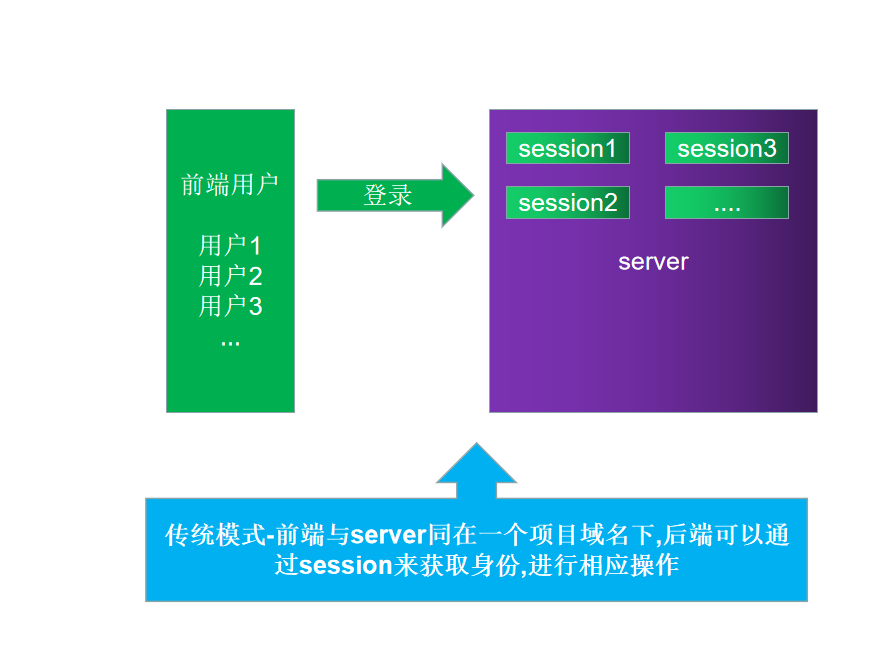 前端用户
用户1
用户2
用户3
...
登录
session1
session3
session2
....
server
传统模式-前端与server同在一个项目域名下,后端可以通
过session来获取身份,进行相应操作